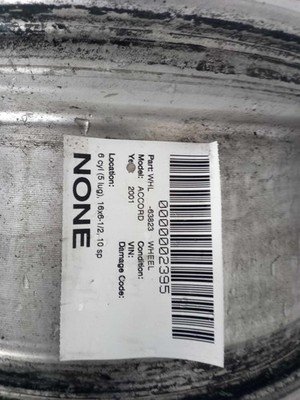 0000002395
Part: WHL -63823 WHEEL
Model: ACCORD Condition:
2001 VIN:
Damage Code:
Location:
6 cyl (5 lug), 16x6-1/2, 10 sp
NONE